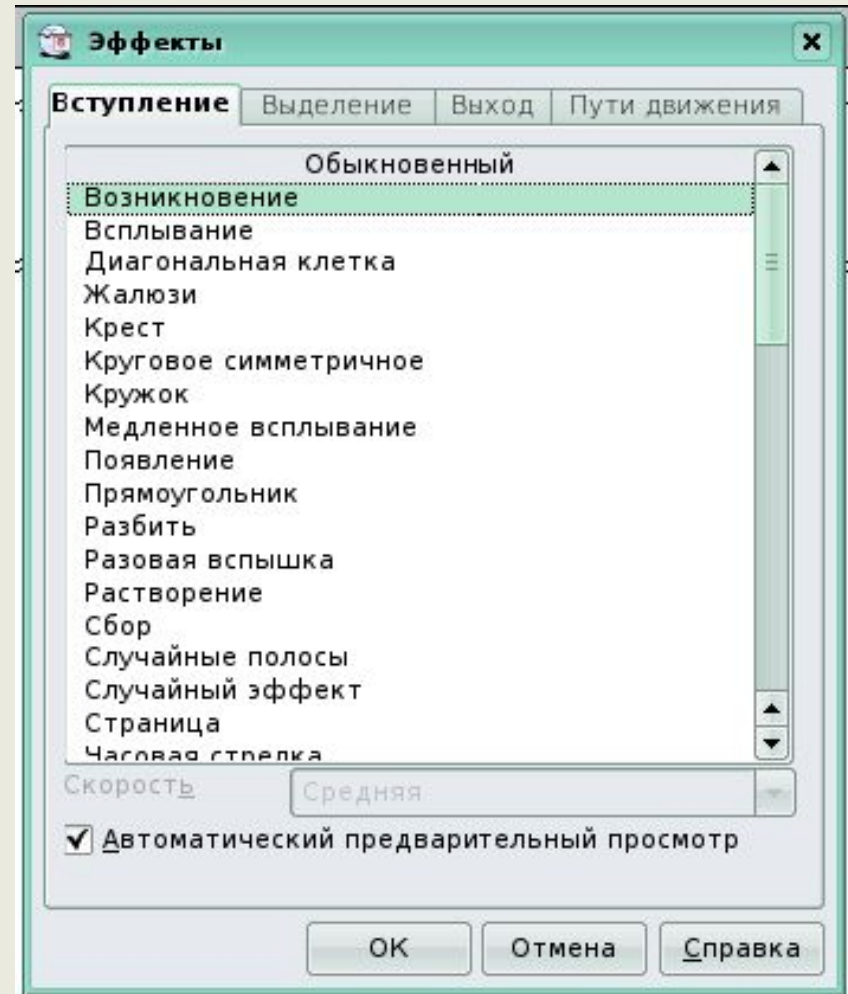 Эффекты
Вступление Выделение Выход Пути движения
Обыкновенный
Возникновение
Всплывание
Диагональная клетка
Жалюзи
Крест
Круговое симметричное
Кружок
Медленное всплывание
Появление
Прямоугольник
Разбить
Разовая вспышка
Растворение
Сбор
Случайные полосы
Случайный эффект
Страница
Часовая стрелка
Скорость Средняя
Автоматический предварительный просмотр
ОК Отмена Справка